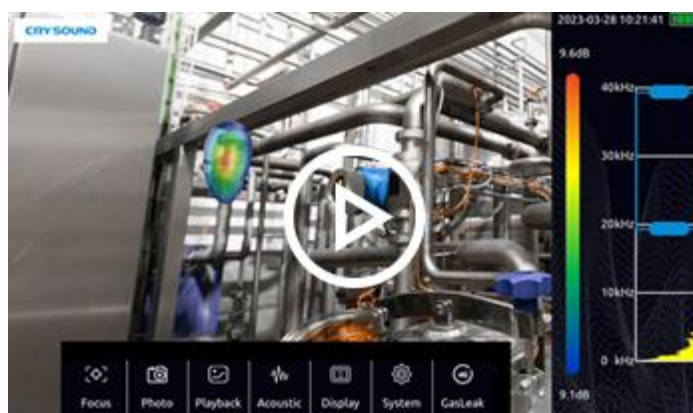 CRYSOUND
2023-03-28 10:21:41
9.6dB
40kHz
30kHz
20kHz
10kHz
0 kHz
9.1dB
Focus
Photo
Playback
Acoustic
Display
System
GasLeak